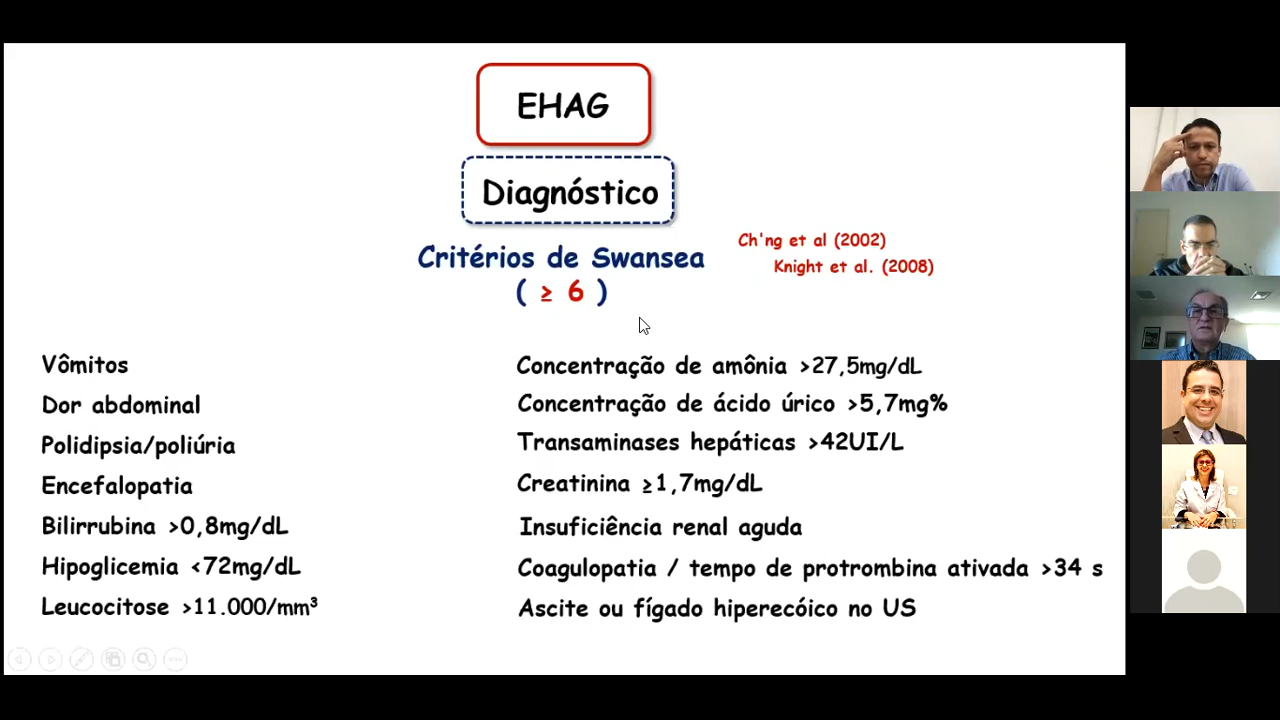 EHAG
Diagnóstico
Critérios de Swansea
( ≥ 6 )
Ch'ng et al (2002)
Knight et al. (2008)
Vômitos
Dor abdominal
Polidipsia/poliúria
Encefalopatia
Bilirrubina >0,8mg/dL
Hipoglicemia <72mg/dL
Leucocitose >11.000/mm³
Concentração de amônia >27,5mg/dL
Concentração de ácido úrico >5,7mg%
Transaminases hepáticas >42UI/L
Creatinina ≥1,7mg/dL
Insuficiência renal aguda
Coagulopatia / tempo de protrombina ativada >34 s
Ascite ou fígado hiperecóico no US